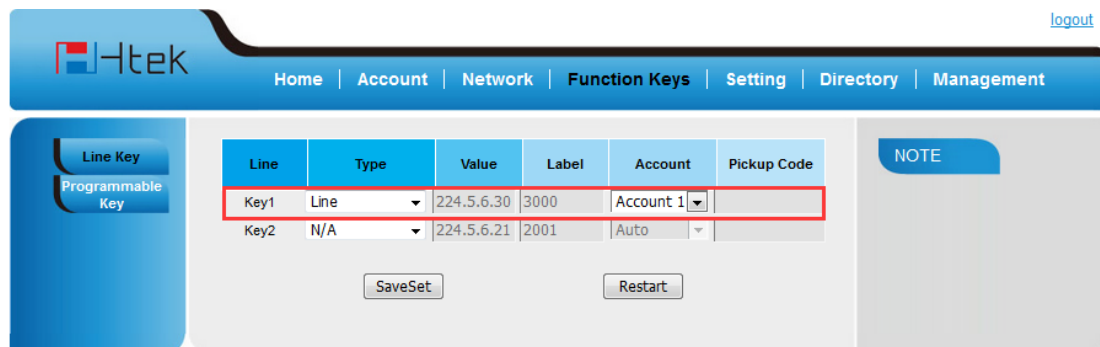 logout
Htek
Home | Account | Network | Function Keys | Setting | Directory | Management
Line Key
Programmable
Key
Line Type Value Label Account Pickup Code
Key1 Line 224.5.6.30 3000 Account 1
Key2 N/A 224.5.6.21 2001 Auto
SaveSet Restart
NOTE